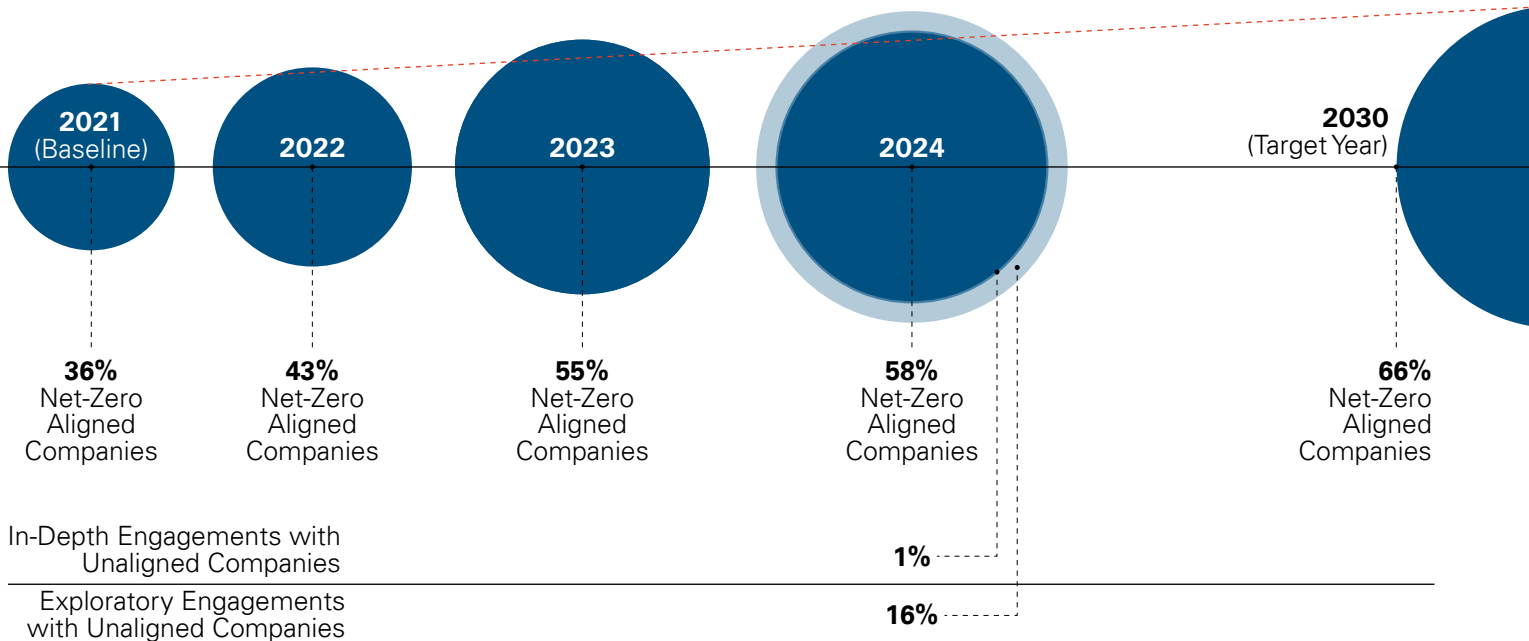 2021
(Baseline)
2022
2023
2024
2030
(Target Year)
36%
Net-Zero
Aligned
Companies
43%
Net-Zero
Aligned
Companies
55%
Net-Zero
Aligned
Companies
58%
Net-Zero
Aligned
Companies
66%
Net-Zero
Aligned
Companies
In-Depth Engagements with
Unaligned Companies
1%
Exploratory Engagements
with Unaligned Companies
16%